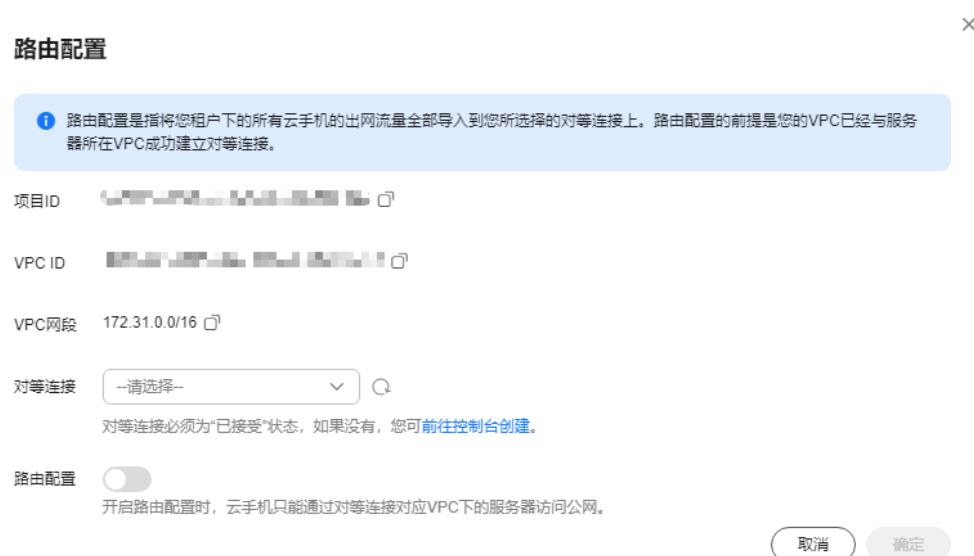 路由配置
路由配置是指将您租户下的所有云手机的出网流量全部导入到您所选择的对等连接上。路由配置的前提是您的VPC已经与服务
器所在VPC成功建立对等连接。
项目ID
VPC ID
VPC网段 172.31.0.0/16
对等连接 --请选择--
对等连接必须为“已接受”状态，如果没有，您可前往控制台创建。
路由配置
开启路由配置时，云手机只能通过对等连接对应VPC下的服务器访问公网。
取消 确定